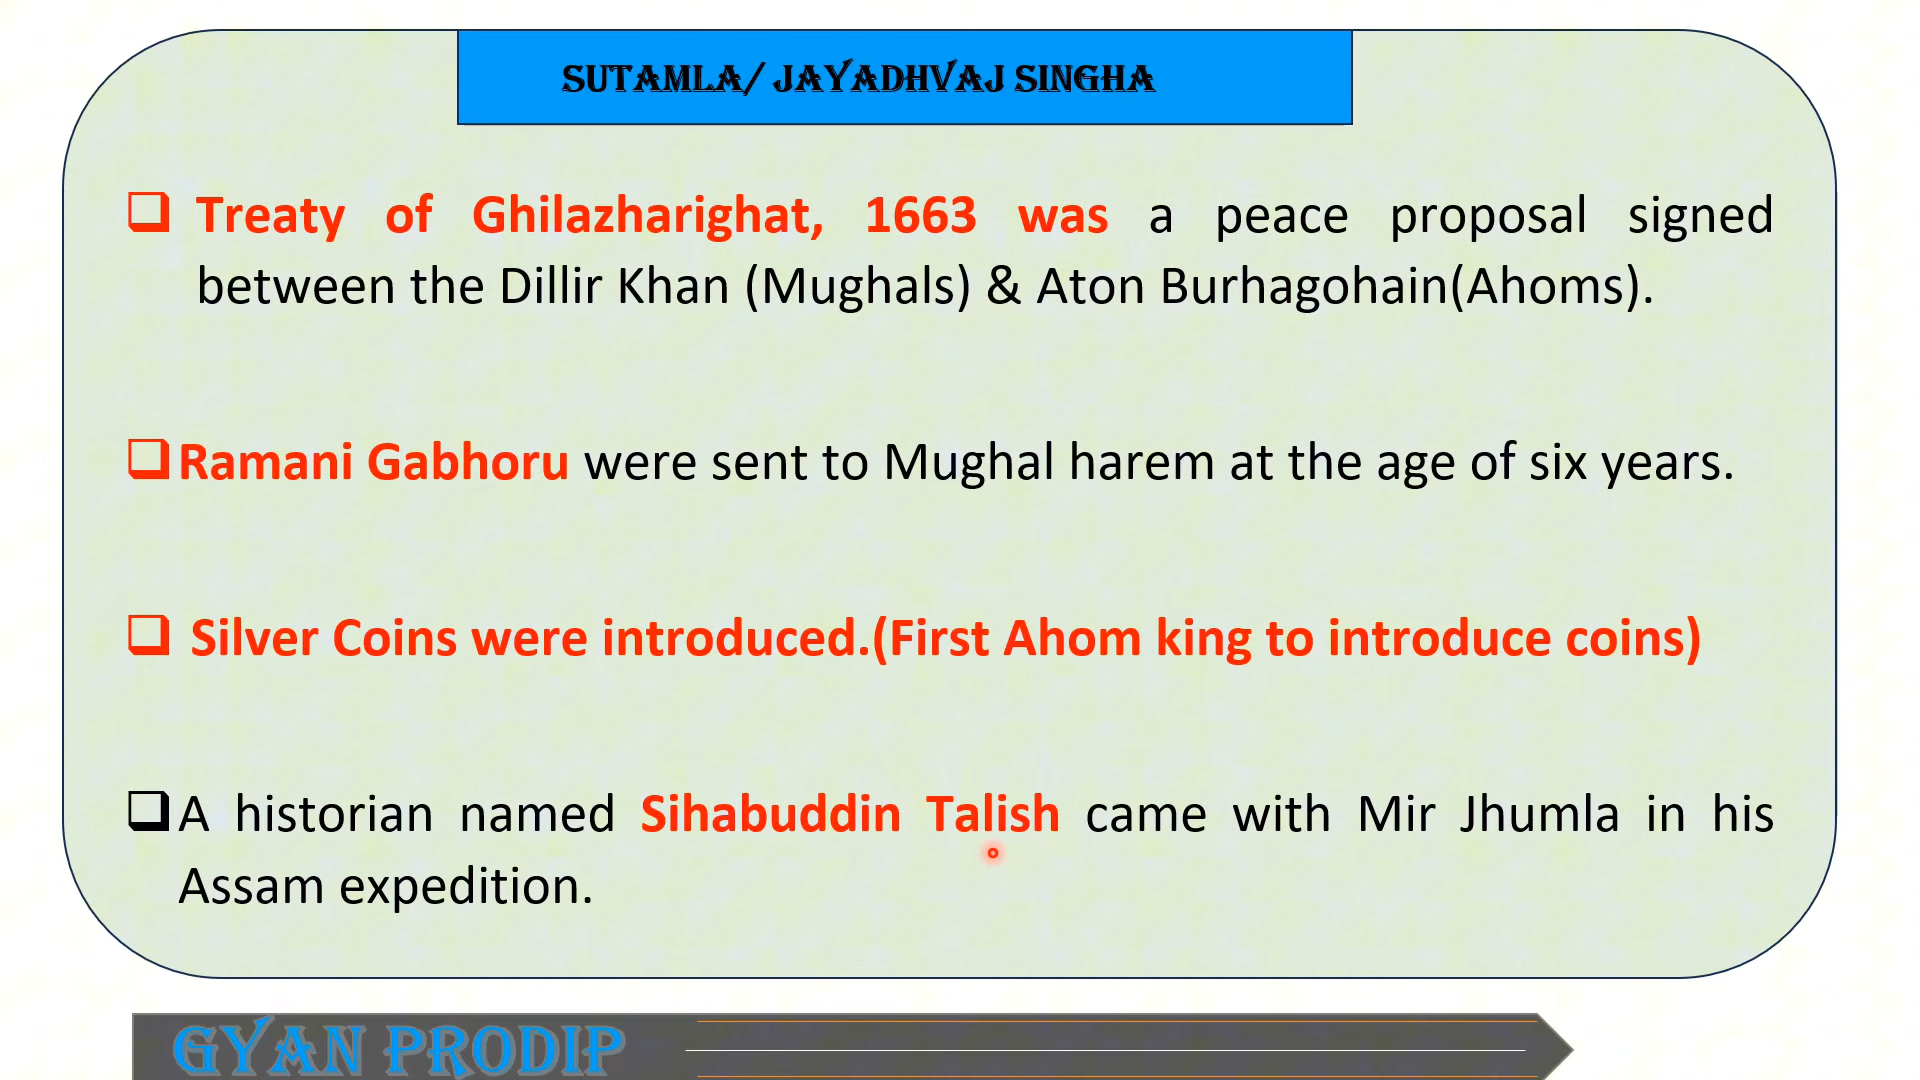 SUTAMLA/ JAYADHVAJ SINGHA
Treaty of Ghilazharighat, 1663 was a peace proposal signed
between the Dillir Khan (Mughals) & Aton Burhagohain(Ahoms).
Ramani Gabhoru were sent to Mughal harem at the age of six years.
Silver Coins were introduced.(First Ahom king to introduce coins)
A historian named Sihabuddin Talish came with Mir Jhumla in his
Assam expedition.
GYAN PRODIP